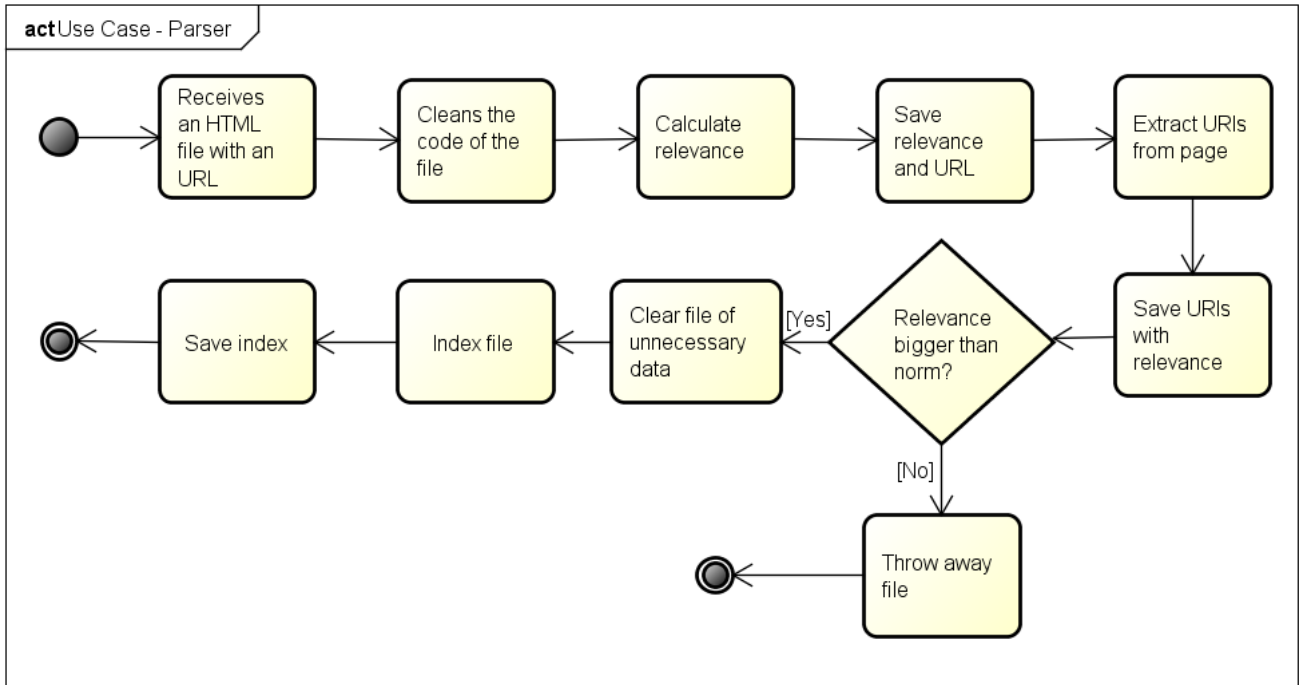 act Use Case - Parser
Receives
an HTML
file with an
URL
Cleans the
code of the
file
Calculate
relevance
Save
relevance
and URL
Extract URIs
from page
Save URIs
with
relevance
Relevance
bigger than
norm?
[Yes]
Clear file of
unnecessary
data
Index file
Save index
[No]
Throw away
file